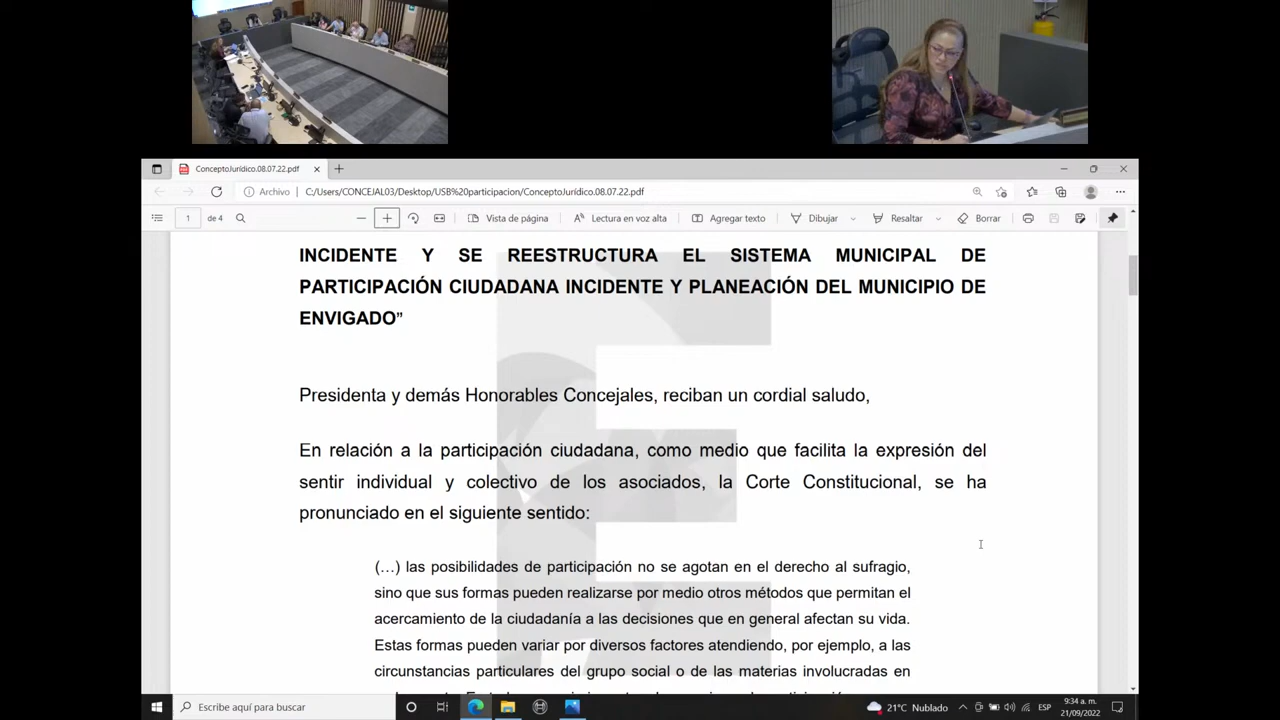 ConceptoJurídico.08.07.22.pdf
Archivo
C:/Users/CONCEJAL03/Desktop/USB%20participacion/ConceptoJurídico.08.07.22.pdf
1 de 4
Vista de página
Lectura en voz alta
Agregar texto
Dibujar
Resaltar
Borrar
INCIDENTE Y SE REESTRUCTURA EL SISTEMA MUNICIPAL DE
PARTICIPACIÓN CIUDADANA INCIDENTE Y PLANEACIÓN DEL MUNICIPIO DE
ENVIGADO”
Presidenta y demás Honorables Concejales, reciban un cordial saludo,
En relación a la participación ciudadana, como medio que facilita la expresión del
sentir individual y colectivo de los asociados, la Corte Constitucional, se ha
pronunciado en el siguiente sentido:
(…) las posibilidades de participación no se agotan en el derecho al sufragio,
sino que sus formas pueden realizarse por medio otros métodos que permitan el
acercamiento de la ciudadanía a las decisiones que en general afectan su vida.
Estas formas pueden variar por diversos factores atendiendo, por ejemplo, a las
circunstancias particulares del grupo social o de las materias involucradas en
Escribe aquí para buscar
21°C Nublado
ESP
9:34 a. m.
21/09/2022